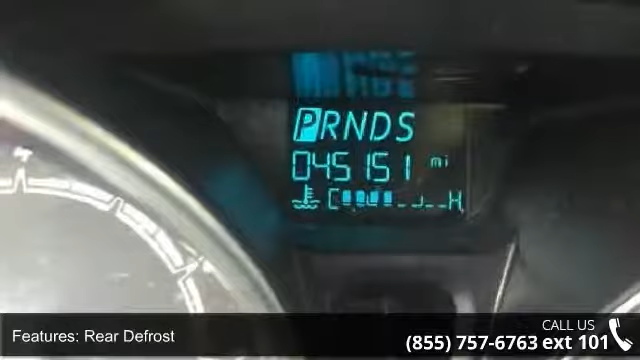 PRNDS
045151 mi
C H
Features: Rear Defrost
CALL US
(855) 757-6763 ext 101